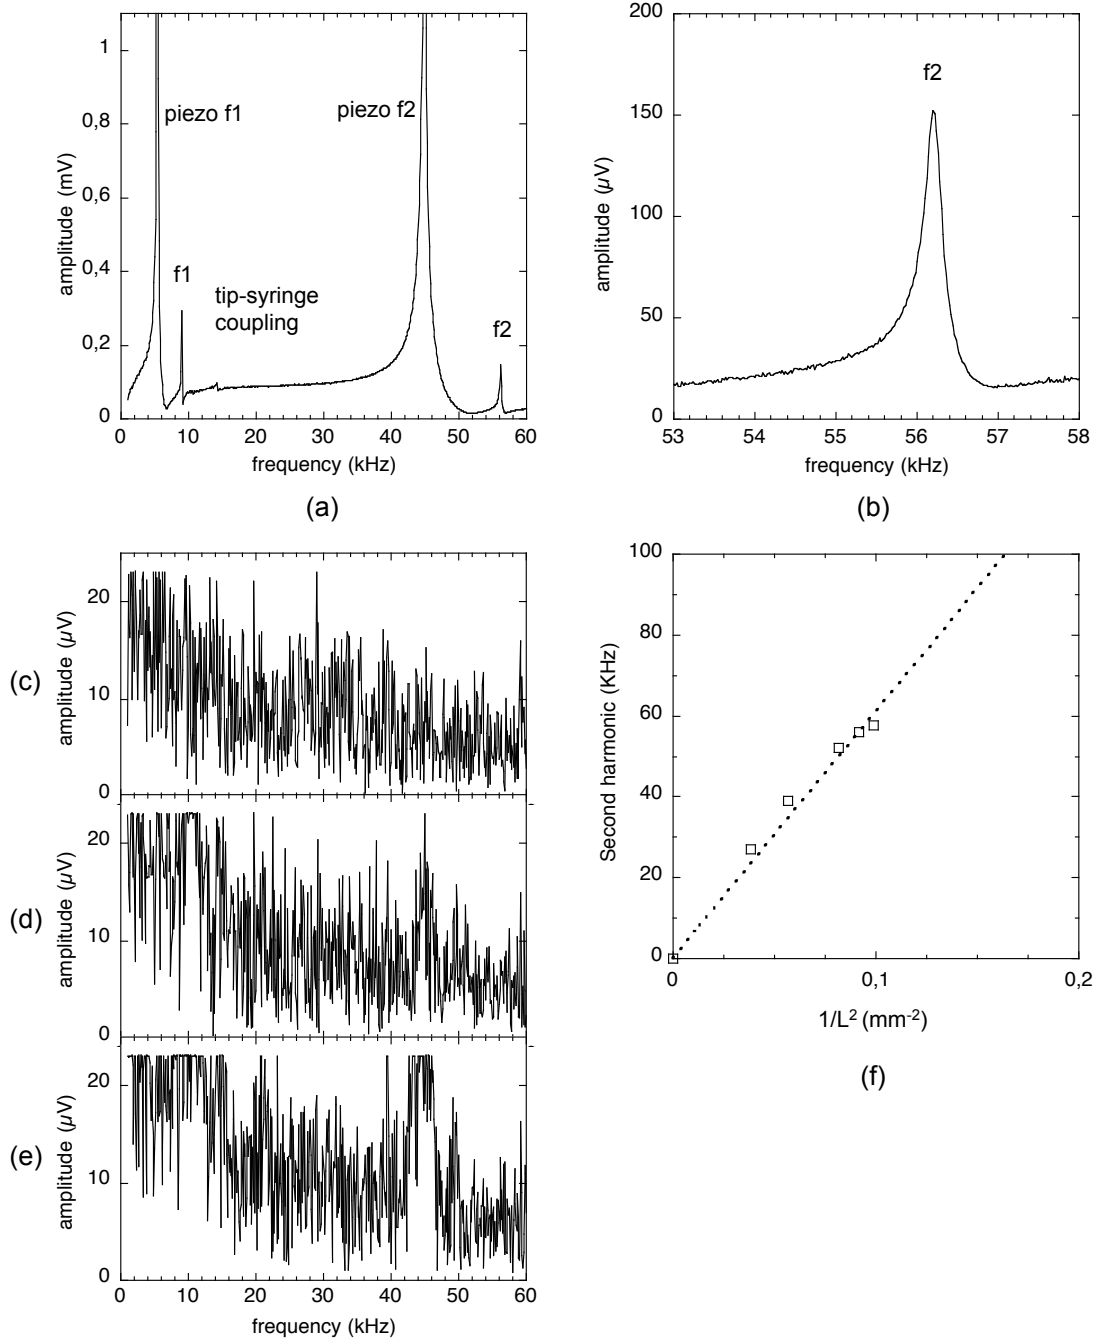 1
0,8
0,6
0,4
0,2
0
amplitude (mV)
piezo f1
piezo f2
f1
tip-syringe
coupling
f2
0 10 20 30 40 50 60
frequency (kHz)
(a)
200
150
100
50
0
amplitude (µV)
f2
53 54 55 56 57 58
frequency (kHz)
(b)
(c)
amplitude (µV)
20
10
0
(d)
amplitude (µV)
20
10
0
(e)
amplitude (µV)
20
10
0
0 10 20 30 40 50 60
frequency (kHz)
100
80
60
40
20
0
Second harmonic (KHz)
0 0,1 0,2
1/L² (mm⁻²)
(f)